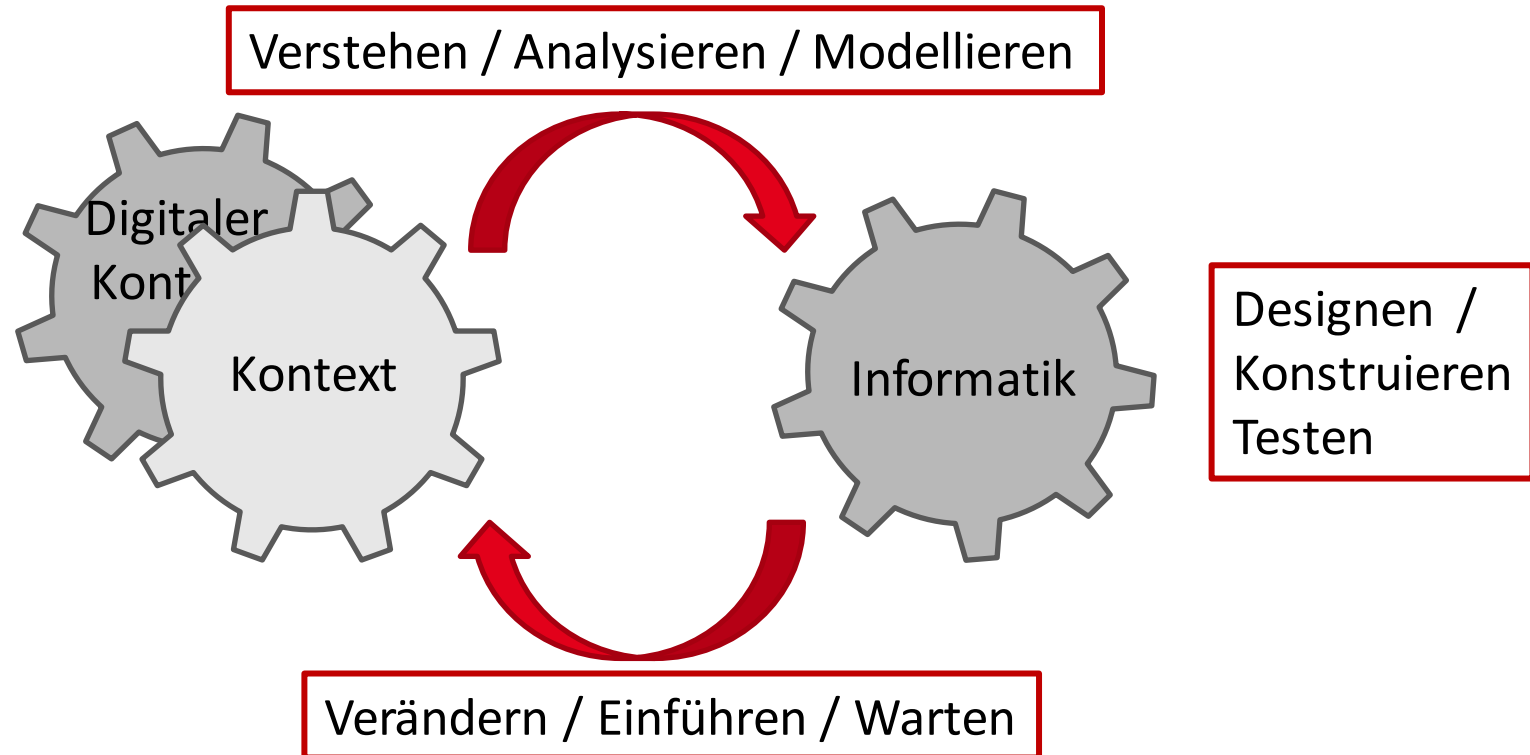 Verstehen / Analysieren / Modellieren
Digitaler
Kont
Kontext
Informatik
Designen /
Konstruieren
Testen
Verändern / Einführen / Warten